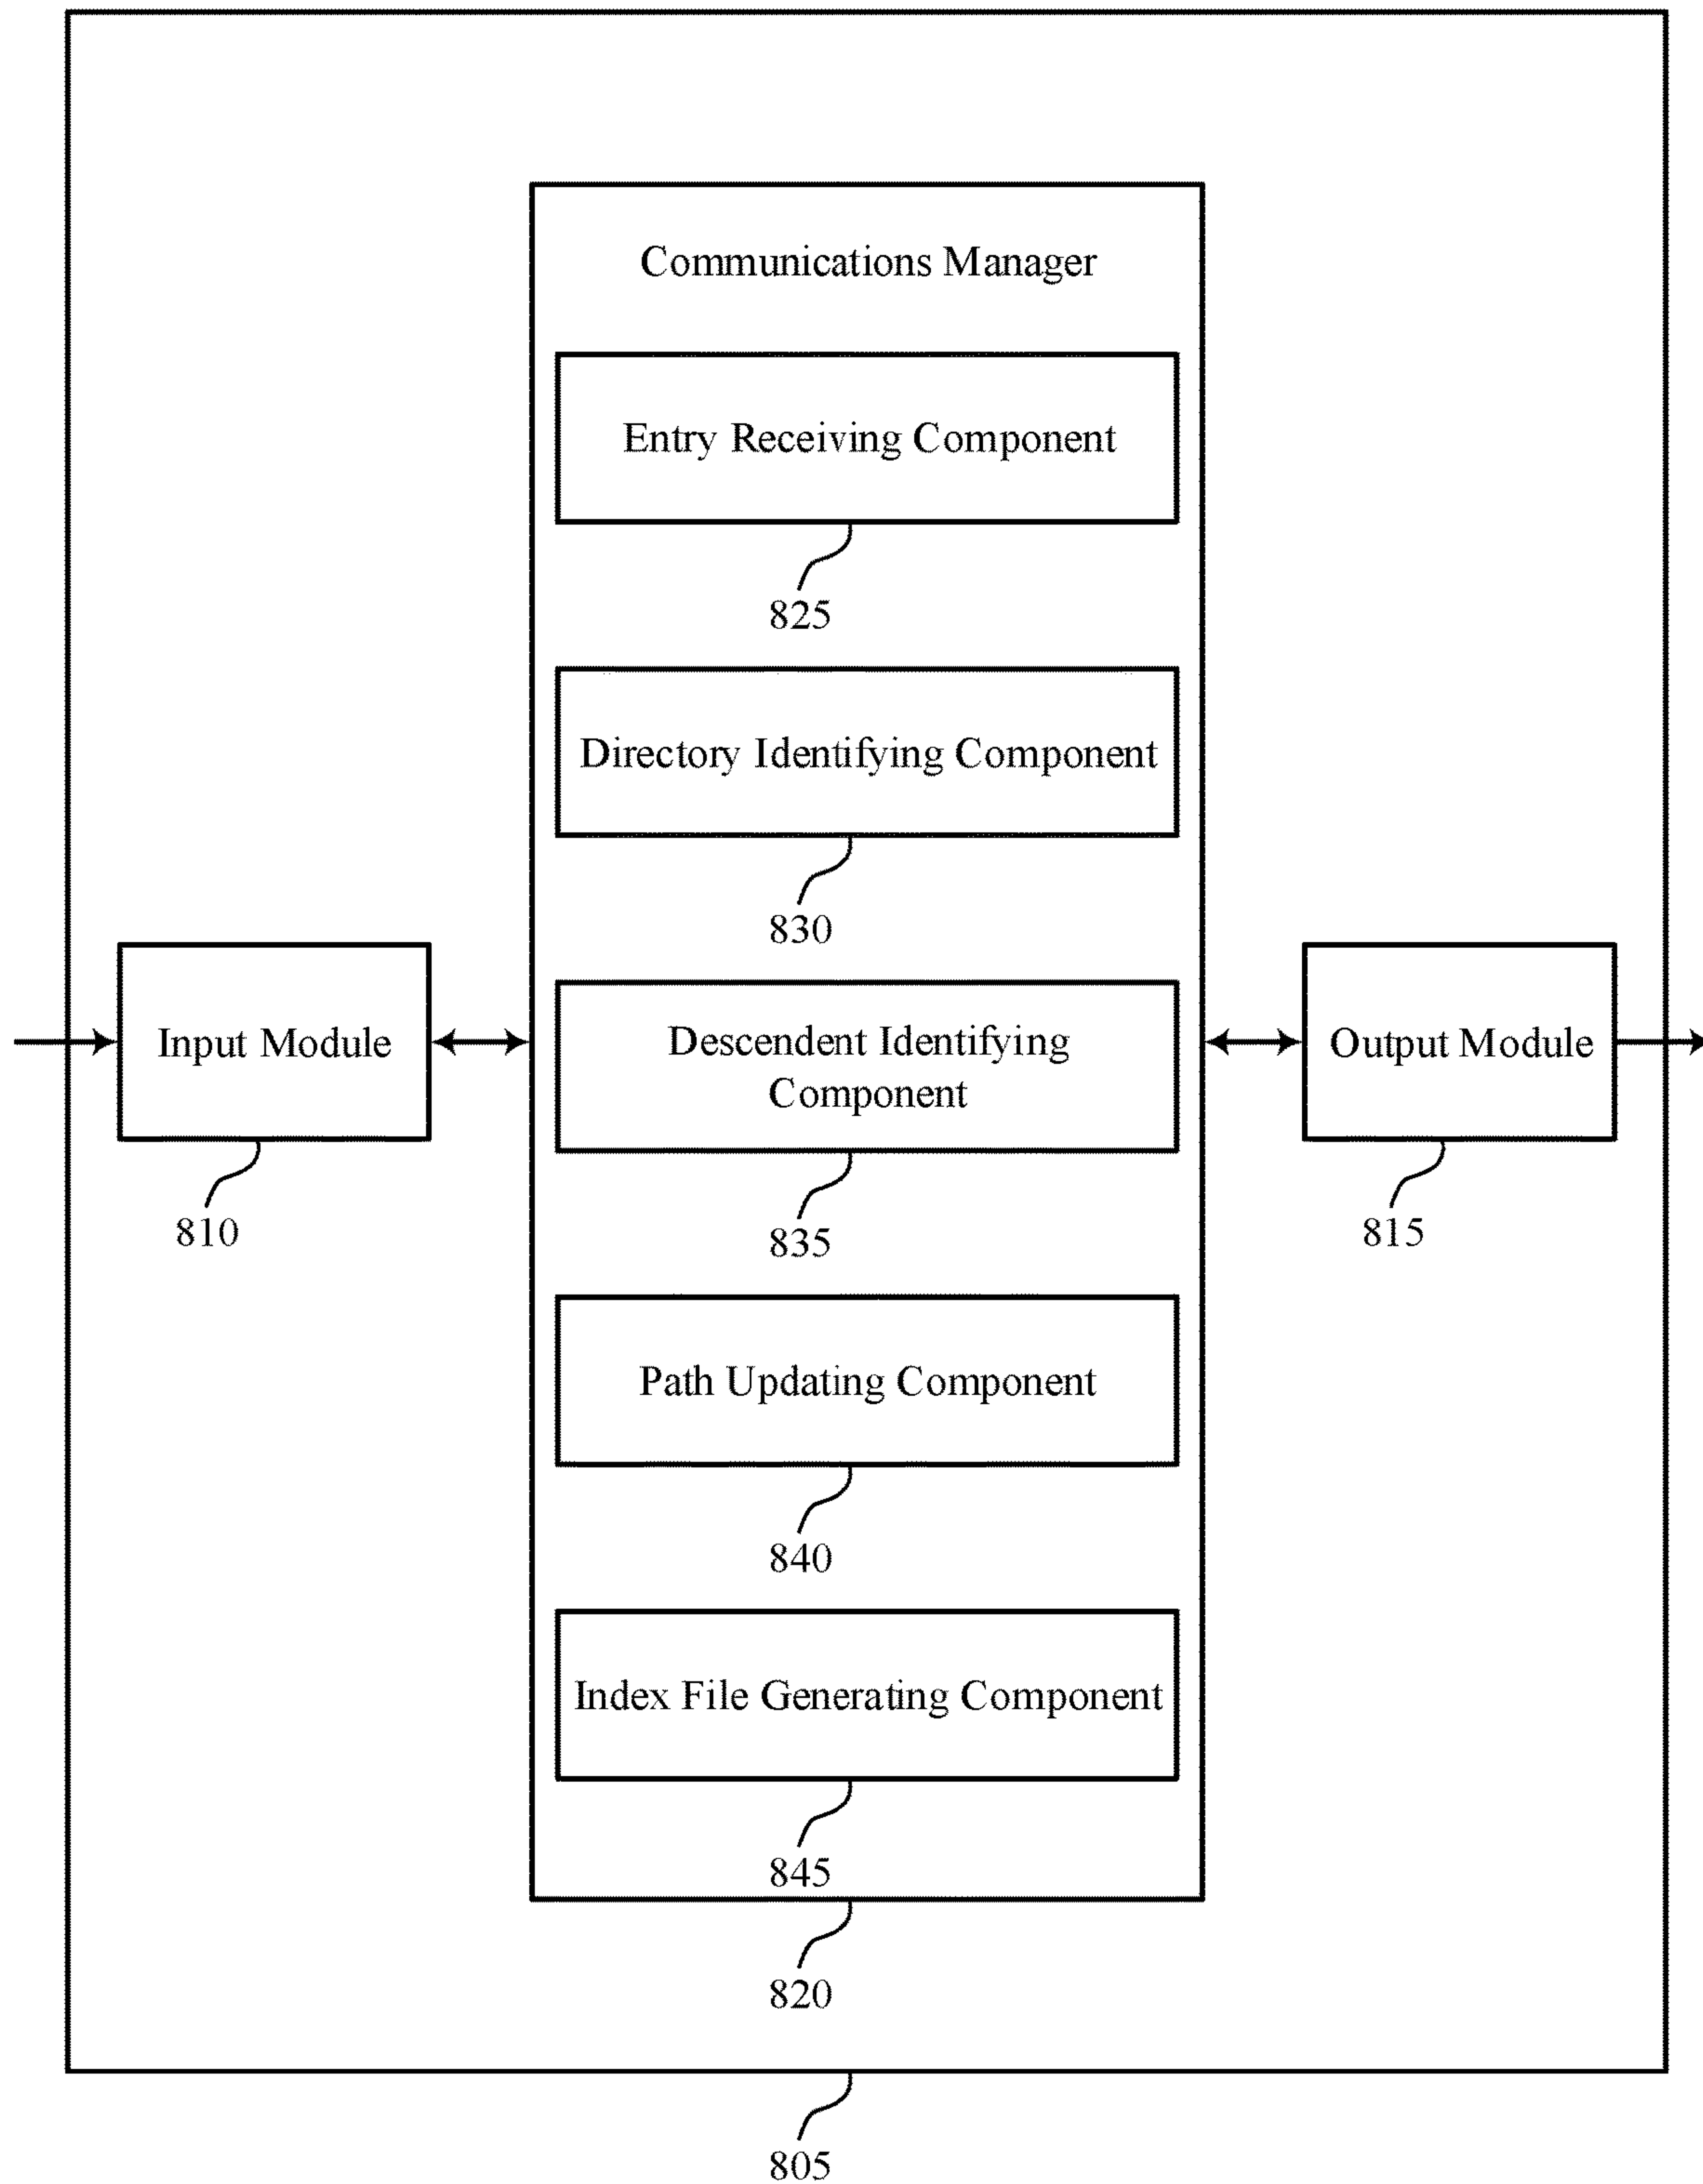 Communications Manager
Entry Receiving Component
825
Directory Identifying Component
830
Input Module
810
Descendent Identifying
Component
835
Output Module
815
Path Updating Component
840
Index File Generating Component
845
820
805